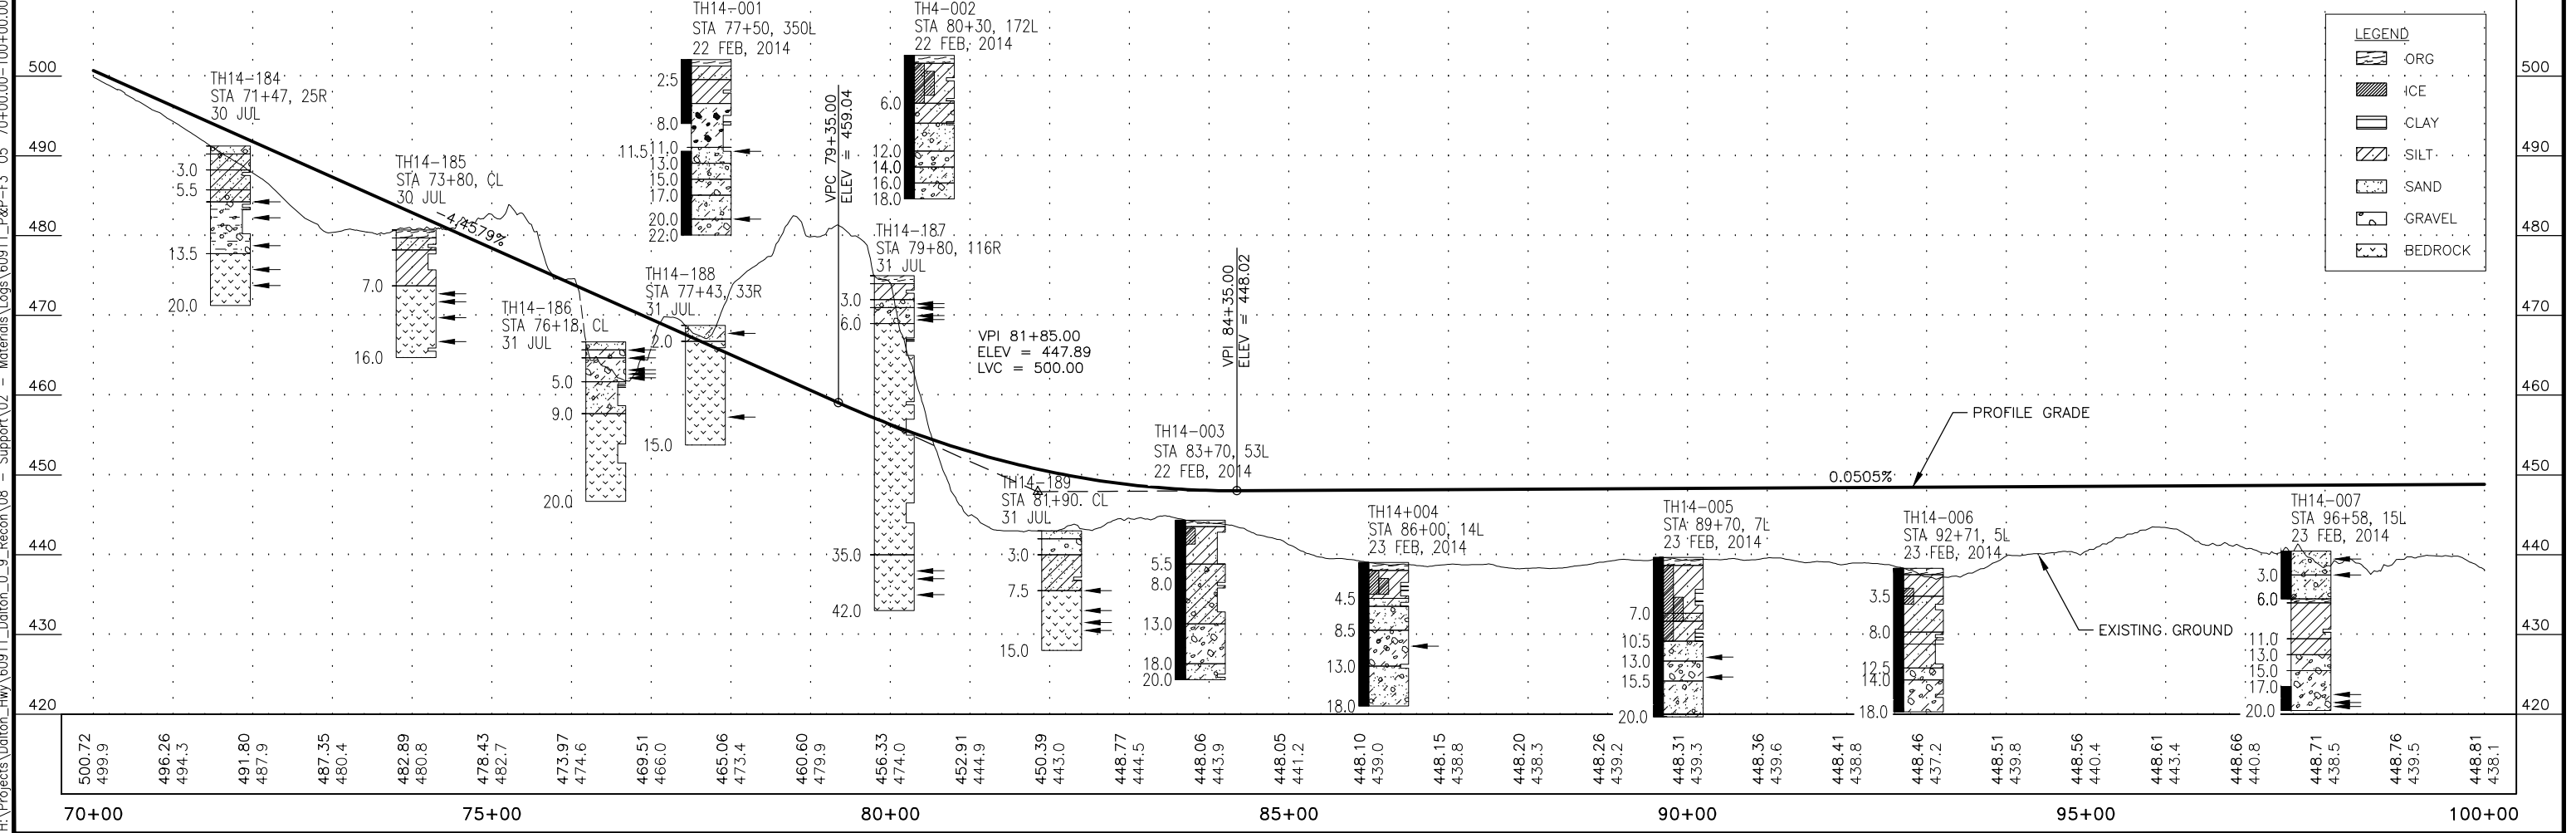 H:\Projects\Dalton_Hwy\60911_Dalton_0_9_Recon\08 - Support\02 - Materials\Logs\60911_P&P-F3 05 70+00.00-100+00.00
500
490
480
470
460
450
440
430
420
TH14-184
STA 71+47, 25R
30 JUL
3.0
5.5
13.5
20.0
TH14-185
STA 73+80, CL
30 JUL
7.0
16.0
-4.4579%
TH14-186
STA 76+18, CL
31 JUL
5.0
9.0
20.0
TH14-188
STA 77+43, 33R
31 JUL
2.0
15.0
TH14-001
STA 77+50, 350L
22 FEB, 2014
2.5
8.0
11.0
11.5
13.0
15.0
17.0
20.0
22.0
VPC 79+35.00
ELEV = 459.04
TH4-002
STA 80+30, 172L
22 FEB, 2014
6.0
12.0
14.0
16.0
18.0
TH14-187
STA 79+80, 116R
31 JUL
3.0
6.0
35.0
42.0
VPI 81+85.00
ELEV = 447.89
LVC = 500.00
TH14-189
STA 81+90. CL
31 JUL
3.0
7.5
15.0
TH14-003
STA 83+70, 53L
22 FEB, 2014
5.5
8.0
13.0
18.0
20.0
VPI 84+35.00
ELEV = 448.02
TH14+004
STA 86+00, 14L
23 FEB, 2014
4.5
8.5
13.0
18.0
TH14-005
STA 89+70, 7L
23 FEB, 2014
7.0
10.5
13.0
15.5
20.0
0.0505%
PROFILE GRADE
TH14-006
STA 92+71, 5L
23 FEB, 2014
3.5
8.0
12.5
14.0
18.0
EXISTING GROUND
TH14-007
STA 96+58, 15L
23 FEB, 2014
3.0
6.0
11.0
13.0
15.0
17.0
20.0
LEGEND
ORG
ICE
CLAY
SILT
SAND
GRAVEL
BEDROCK
500
490
480
470
460
450
440
430
420
500.72
499.9
496.26
494.3
491.80
487.9
487.35
480.4
482.89
480.8
478.43
482.7
473.97
474.6
469.51
466.0
465.06
473.4
460.60
479.9
456.33
474.0
452.91
444.9
450.39
443.0
448.77
444.5
448.06
443.9
448.05
441.2
448.10
439.0
448.15
438.8
448.20
438.3
448.26
439.2
448.31
439.3
448.36
439.6
448.41
438.8
448.46
437.2
448.51
439.8
448.56
440.4
448.61
443.4
448.66
440.8
448.71
438.5
448.76
439.5
448.81
438.1
70+00
75+00
80+00
85+00
90+00
95+00
100+00